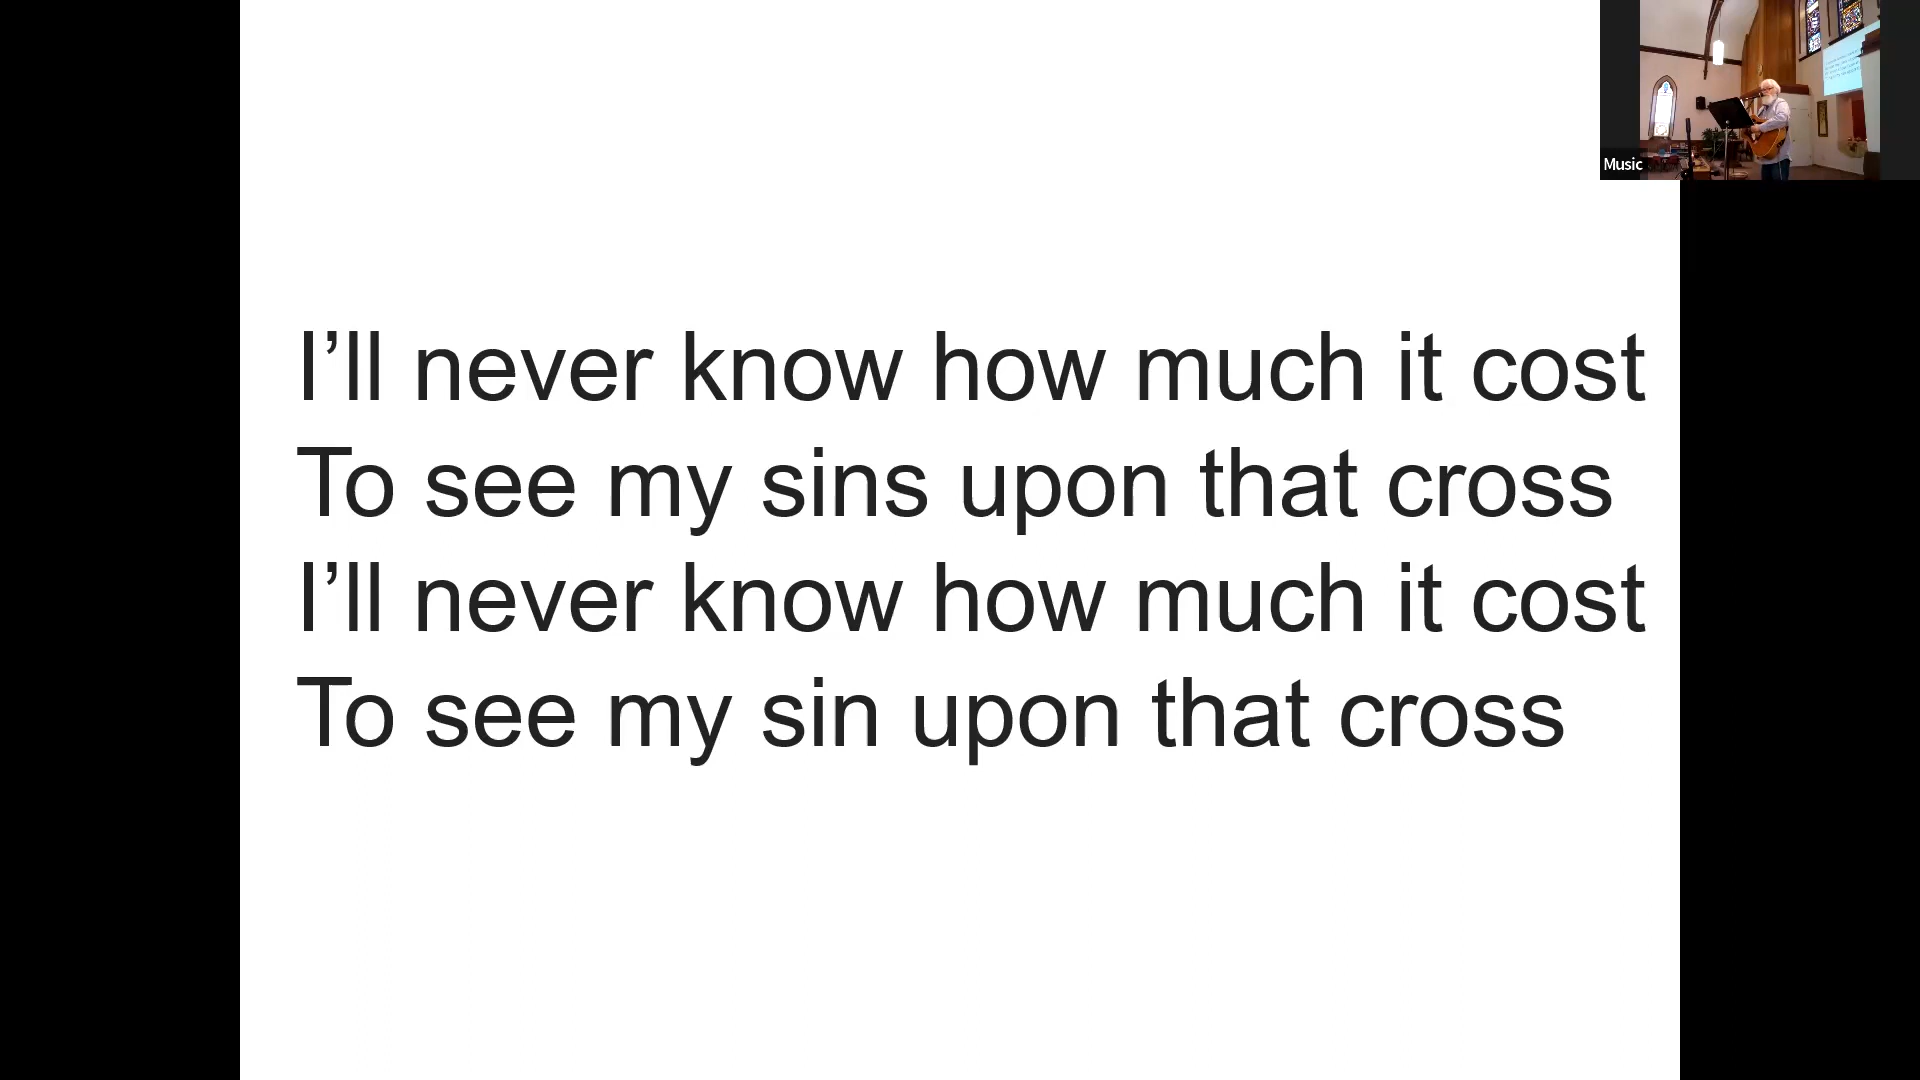 I’ll never know how much it cost
To see my sins upon that cross
I’ll never know how much it cost
To see my sin upon that cross
Music